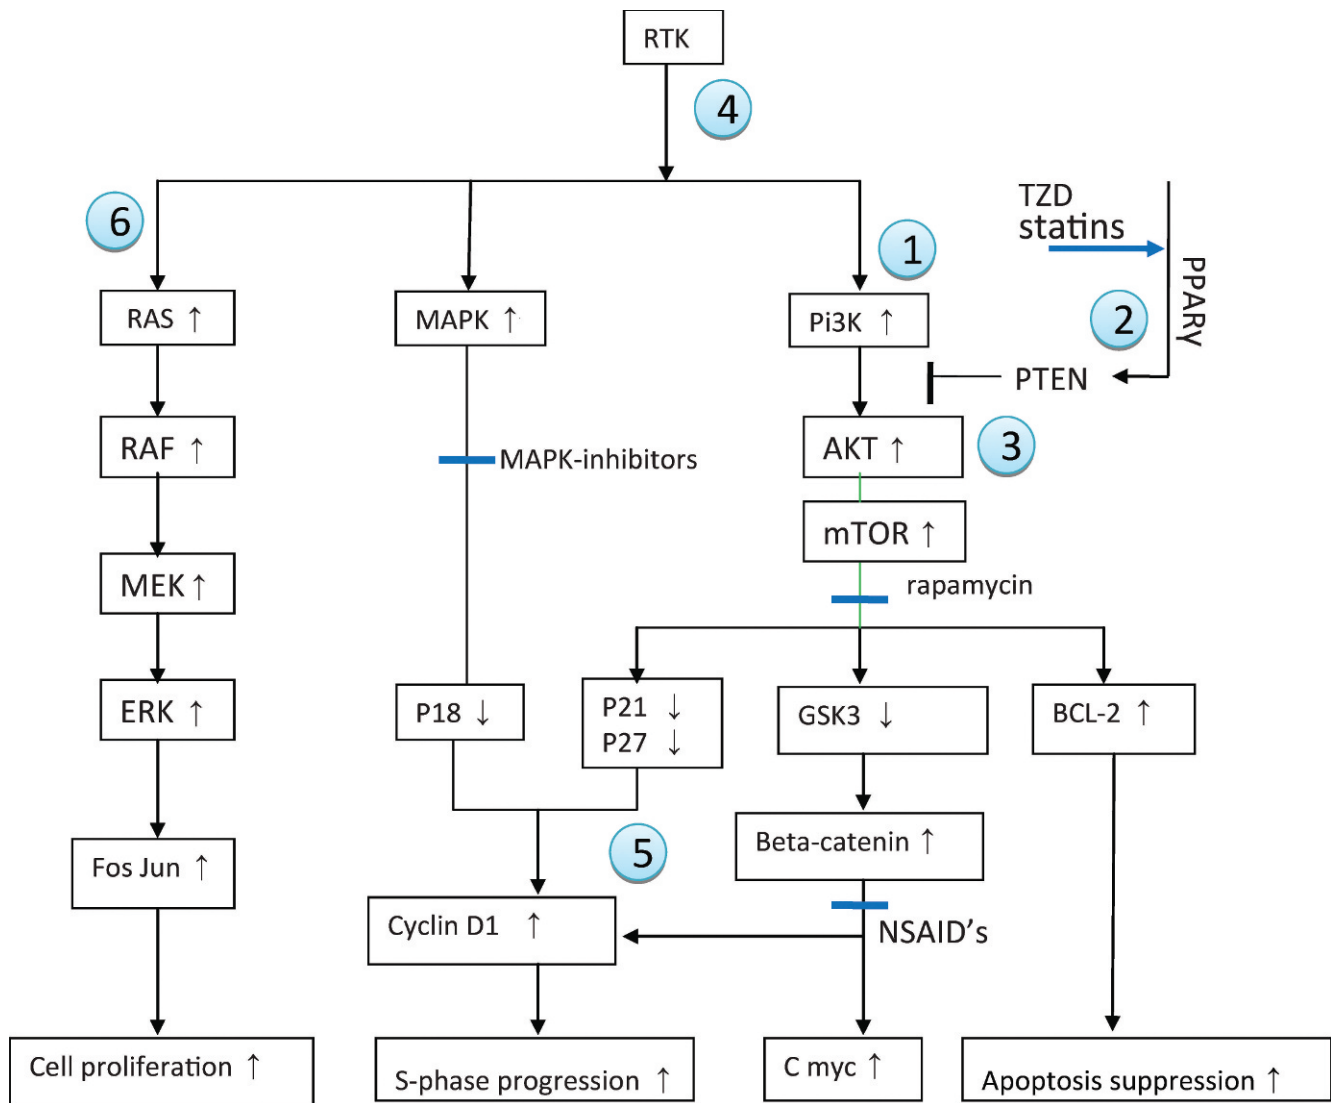 RTK
4
6
1
TZD
statins
PPARγ
2
RAS ↑
MAPK ↑
Pi3K ↑
PTEN
RAF ↑
MAPK-inhibitors
AKT ↑
3
mTOR ↑
MEK ↑
rapamycin
ERK ↑
P18 ↓
P21 ↓
P27 ↓
GSK3 ↓
BCL-2 ↑
Fos Jun ↑
5
Beta-catenin ↑
Cyclin D1 ↑
NSAID's
Cell proliferation ↑
S-phase progression ↑
C myc ↑
Apoptosis suppression ↑